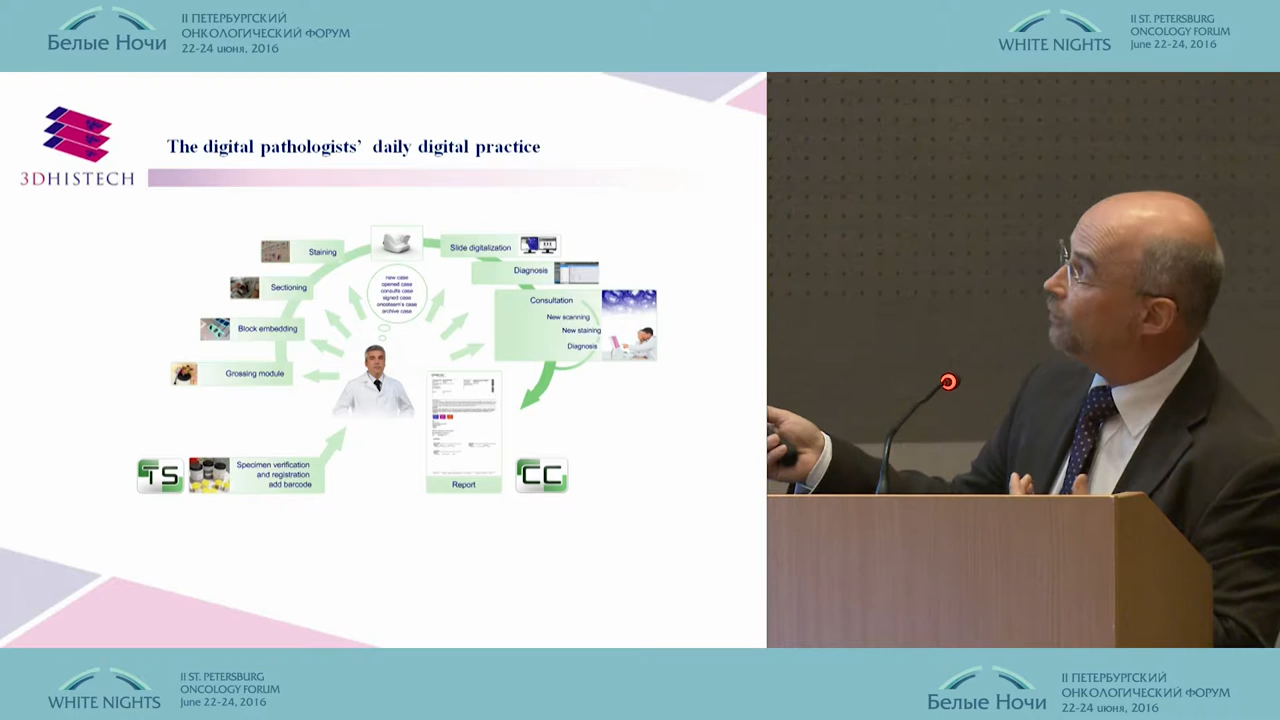 Белые Ночи
II ПЕТЕРБУРГСКИЙ
ОНКОЛОГИЧЕСКИЙ ФОРУМ
22-24 июня, 2016
WHITE NIGHTS
II ST. PETERSBURG
ONCOLOGY FORUM
June 22-24, 2016
3DHISTECH
The digital pathologists’ daily digital practice
Staining
Sectioning
Block embedding
Grossing module
new case
opened case
consults case
signed case
oncoteam's case
archive case
Slide digitalization
Diagnosis
Consultation
New scanning
New staining
Diagnosis
TS
Specimen verification
and registration
add barcode
Report
CC
WHITE NIGHTS
II ST. PETERSBURG
ONCOLOGY FORUM
June 22-24, 2016
Белые Ночи
II ПЕТЕРБУРГСКИЙ
ОНКОЛОГИЧЕСКИЙ ФОРУМ
22-24 июня, 2016